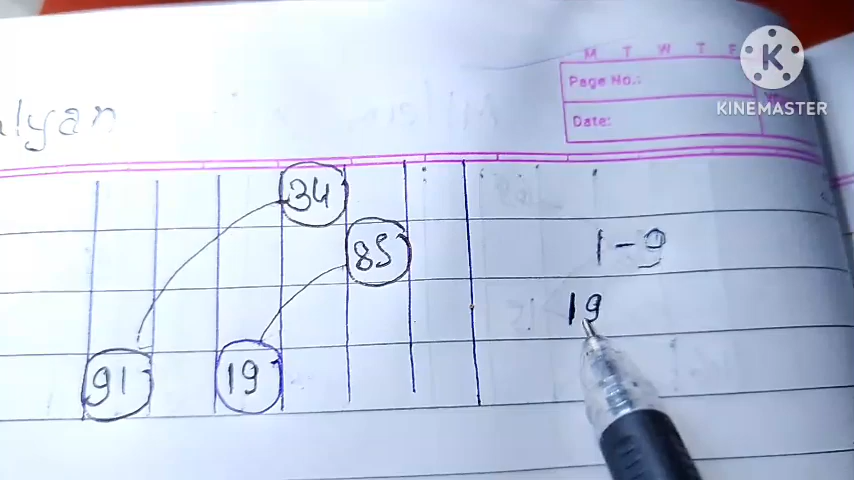 M T W T F
Page No.:
K
KINEMASTER
Date:
lyan
34
85
1-9
19
91
19